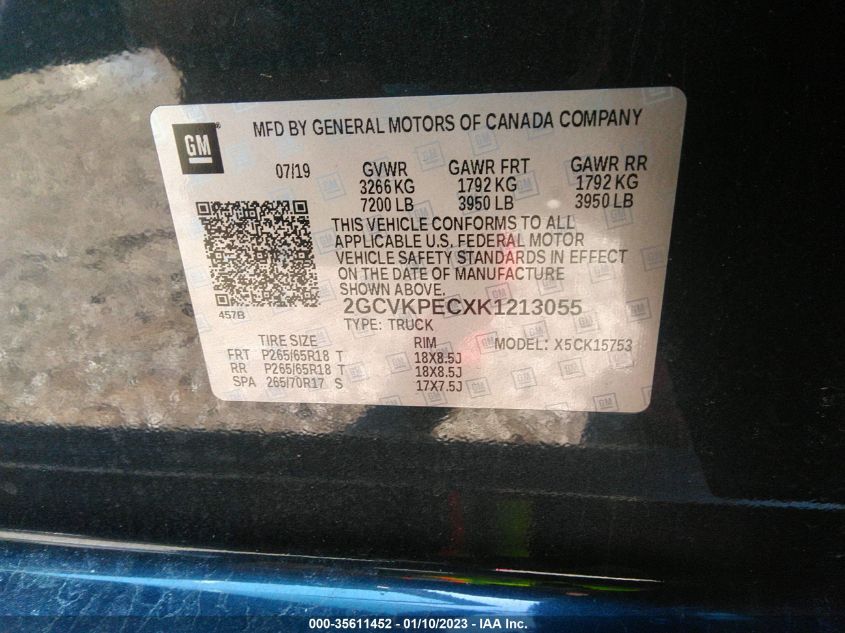 GM
MFD BY GENERAL MOTORS OF CANADA COMPANY
07/19 GVWR GAWR FRT GAWR RR
3266 KG 1792 KG 1792 KG
7200 LB 3950 LB 3950 LB
THIS VEHICLE CONFORMS TO ALL
APPLICABLE U.S. FEDERAL MOTOR
VEHICLE SAFETY STANDARDS IN EFFECT
ON THE DATE OF MANUFACTURE
SHOWN ABOVE.
457B
2GCVKPECXK1213055
TYPE: TRUCK
TIRE SIZE RIM MODEL: X5CK15753
FRT P265/65R18 T 18X8.5J
RR P265/65R18 T 18X8.5J
SPA 265/70R17 S 17X7.5J
000-35611452 - 01/10/2023 - IAA Inc.